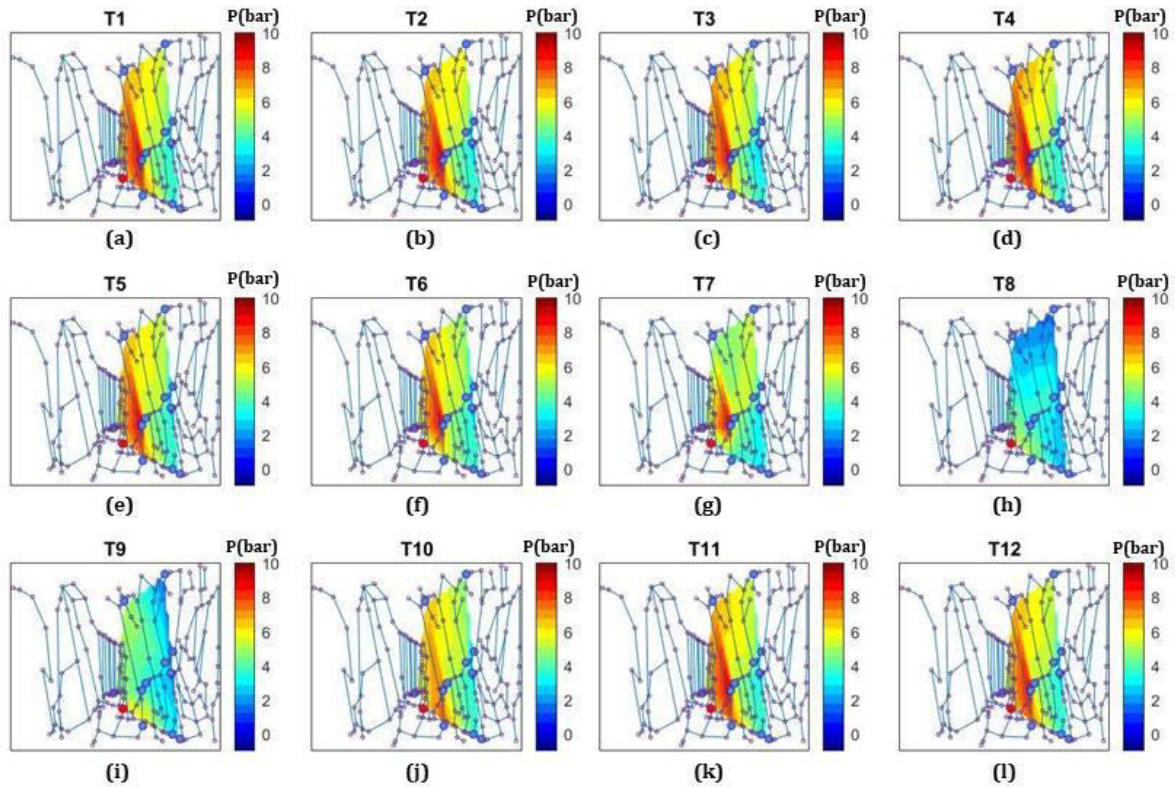 T1 P(bar) T2 P(bar) T3 P(bar) T4 P(bar)
10 10 10 10
8 8 8 8
6 6 6 6
4 4 4 4
2 2 2 2
0 0 0 0
(a) (b) (c) (d)
T5 P(bar) T6 P(bar) T7 P(bar) T8 P(bar)
10 10 10 10
8 8 8 8
6 6 6 6
4 4 4 4
2 2 2 2
0 0 0 0
(e) (f) (g) (h)
T9 P(bar) T10 P(bar) T11 P(bar) T12 P(bar)
10 10 10 10
8 8 8 8
6 6 6 6
4 4 4 4
2 2 2 2
0 0 0 0
(i) (j) (k) (l)